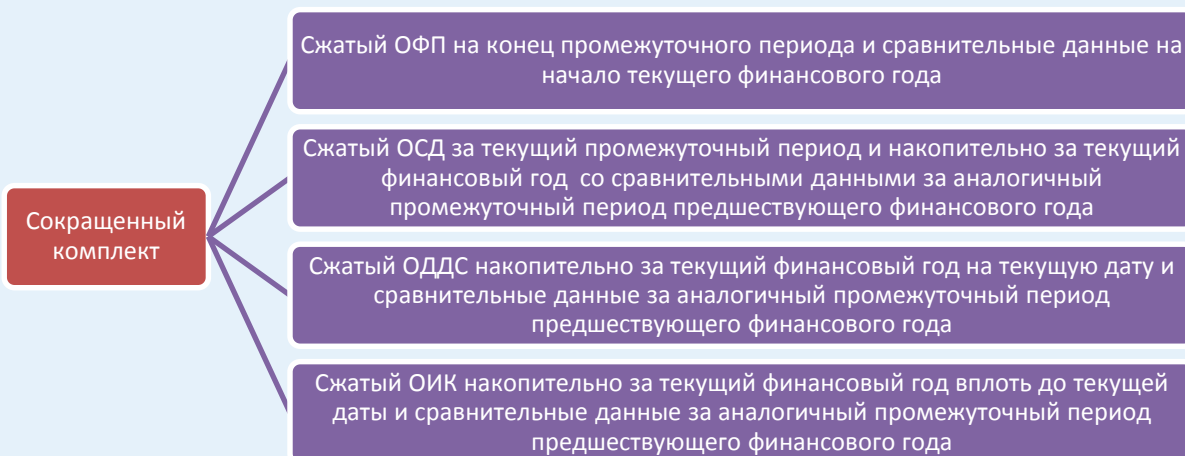 Сжатый ОФП на конец промежуточного периода и сравнительные данные на
начало текущего финансового года
Сжатый ОСД за текущий промежуточный период и накопительно за текущий
финансовый год со сравнительными данными за аналогичный
промежуточный период предшествующего финансового года
Сокращенный
комплект
Сжатый ОДДС накопительно за текущий финансовый год на текущую дату и
сравнительные данные за аналогичный промежуточный период
предшествующего финансового года
Сжатый ОИК накопительно за текущий финансовый год вплоть до текущей
даты и сравнительные данные за аналогичный промежуточный период
предшествующего финансового года